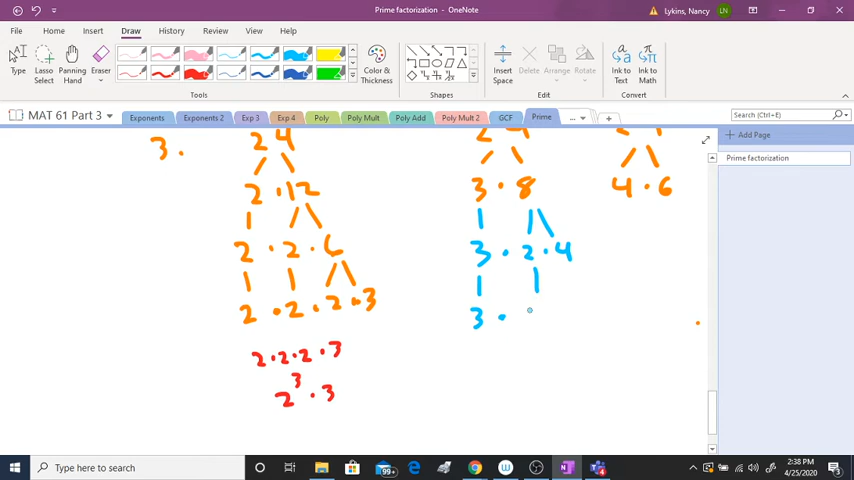 Prime factorization - OneNote
Lykins, Nancy
LN
File
Home
Insert
Draw
History
Review
View
Help
Type
Lasso Select
Panning Hand
Eraser
Color & Thickness
Insert Space
Delete
Arrange
Rotate
Ink to Text
Ink to Math
Tools
Shapes
Edit
Convert
MAT 61 Part 3
Exponents
Exponents 2
Exp 3
Exp 4
Poly
Poly Mult
Poly Add
Poly Mult 2
GCF
Prime
...
+
Search (Ctrl+E)
Add Page
Prime factorization
3.
24
2 · 12
2 · 2 · 6
2 · 2 · 2 · 3
2 · 2 · 2 · 3
2³ · 3
24
3 · 8
3 · 2 · 4
3 ·
24
4 · 6
Type here to search
99+
2:38 PM
4/25/2020
3